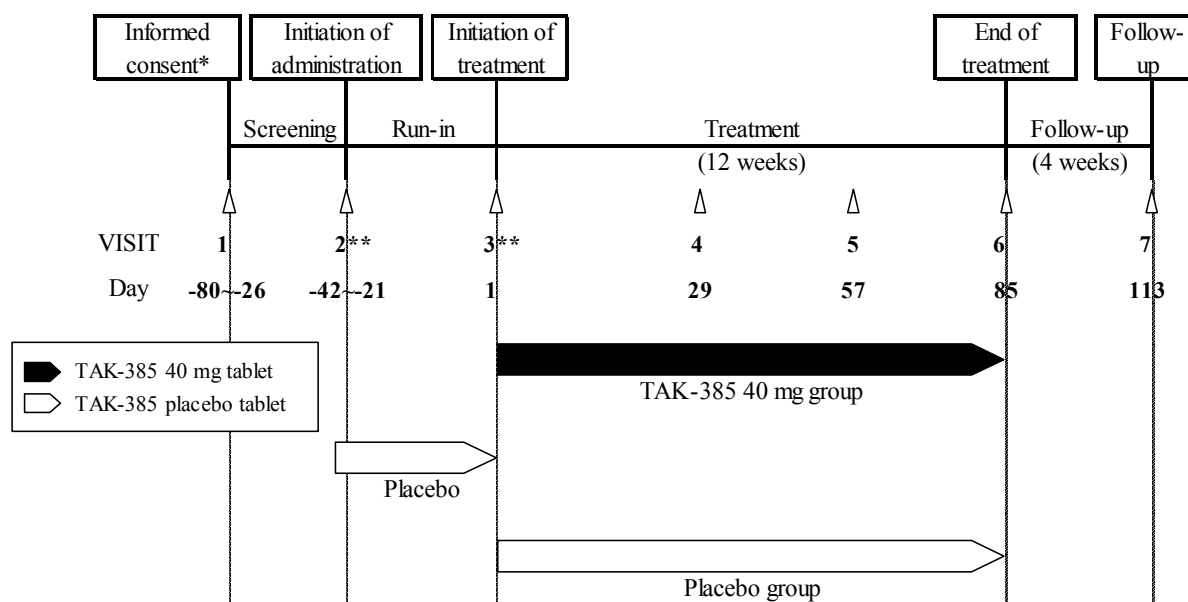 Informed
consent*
Initiation of
administration
Initiation of
treatment
End of
treatment
Follow-
up
Screening
Run-in
Treatment
(12 weeks)
Follow-up
(4 weeks)
VISIT 1 2** 3** 4 5 6 7
Day -80~-26 -42~-21 1 29 57 85 113
TAK-385 40 mg tablet
TAK-385 placebo tablet
TAK-385 40 mg group
Placebo
Placebo group